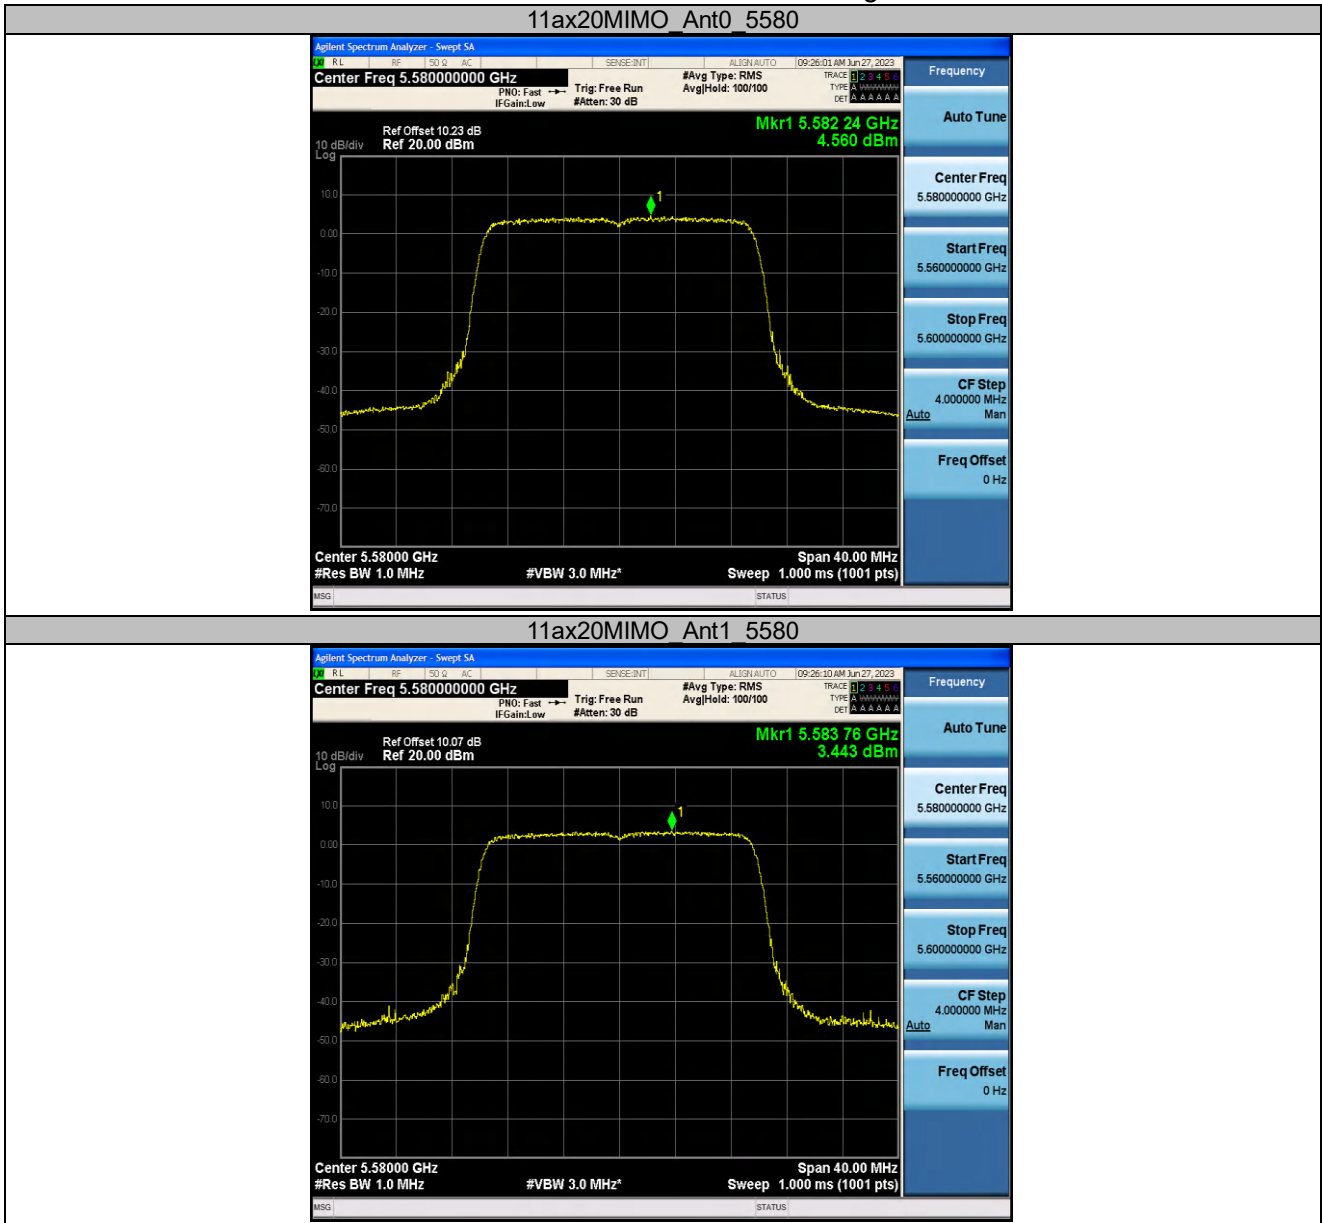 11ax20MIMO_Ant0_5580
Agilent Spectrum Analyzer - Swept SA
RL RF 50 Ω AC SENSE:INT ALIGN AUTO 09:26:01 AM Jun 27, 2023
Center Freq 5.580000000 GHz
PNO: Fast
IFGain:Low
Trig: Free Run
#Atten: 30 dB
#Avg Type: RMS
Avg|Hold: 100/100
TRACE 1 2 3 4 5 6
TYPE A
DET A A A A A A
Mkr1 5.582 24 GHz
4.560 dBm
Ref Offset 10.23 dB
10 dB/div Ref 20.00 dBm
Log
1
10.0
0.00
-10.0
-20.0
-30.0
-40.0
-50.0
-60.0
-70.0
Center 5.58000 GHz Span 40.00 MHz
#Res BW 1.0 MHz #VBW 3.0 MHz* Sweep 1.000 ms (1001 pts)
MSG STATUS
Frequency
Auto Tune
Center Freq
5.580000000 GHz
Start Freq
5.560000000 GHz
Stop Freq
5.600000000 GHz
CF Step
4.000000 MHz
Auto Man
Freq Offset
0 Hz
11ax20MIMO_Ant1_5580
Agilent Spectrum Analyzer - Swept SA
RL RF 50 Ω AC SENSE:INT ALIGN AUTO 09:26:10 AM Jun 27, 2023
Center Freq 5.580000000 GHz
PNO: Fast
IFGain:Low
Trig: Free Run
#Atten: 30 dB
#Avg Type: RMS
Avg|Hold: 100/100
TRACE 1 2 3 4 5 6
TYPE A
DET A A A A A A
Mkr1 5.583 76 GHz
3.443 dBm
Ref Offset 10.07 dB
10 dB/div Ref 20.00 dBm
Log
1
10.0
0.00
-10.0
-20.0
-30.0
-40.0
-50.0
-60.0
-70.0
Center 5.58000 GHz Span 40.00 MHz
#Res BW 1.0 MHz #VBW 3.0 MHz* Sweep 1.000 ms (1001 pts)
MSG STATUS
Frequency
Auto Tune
Center Freq
5.580000000 GHz
Start Freq
5.560000000 GHz
Stop Freq
5.600000000 GHz
CF Step
4.000000 MHz
Auto Man
Freq Offset
0 Hz